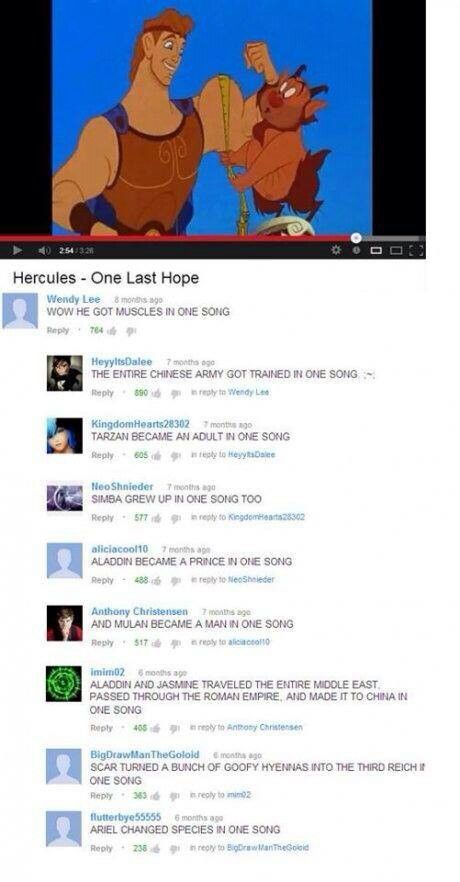 2:54 / 3:26
Hercules - One Last Hope
Wendy Lee 8 months ago
WOW HE GOT MUSCLES IN ONE SONG
Reply · 764
HeyyItsDalee 7 months ago
THE ENTIRE CHINESE ARMY GOT TRAINED IN ONE SONG :~:
Reply · 890 in reply to Wendy Lee
KingdomHearts28302 7 months ago
TARZAN BECAME AN ADULT IN ONE SONG
Reply · 605 in reply to HeyyItsDalee
NeoShnieder 7 months ago
SIMBA GREW UP IN ONE SONG TOO
Reply · 577 in reply to KingdomHearts28302
aliciacool10 7 months ago
ALADDIN BECAME A PRINCE IN ONE SONG
Reply · 488 in reply to NeoShnieder
Anthony Christensen 7 months ago
AND MULAN BECAME A MAN IN ONE SONG
Reply · 517 in reply to aliciacool10
imim02 6 months ago
ALADDIN AND JASMINE TRAVELED THE ENTIRE MIDDLE EAST,
PASSED THROUGH THE ROMAN EMPIRE, AND MADE IT TO CHINA IN
ONE SONG
Reply · 405 in reply to Anthony Christensen
BigDrawManTheGoloid 6 months ago
SCAR TURNED A BUNCH OF GOOFY HYENNAS INTO THE THIRD REICH IN
ONE SONG
Reply · 363 in reply to imim02
flutterbye55555 6 months ago
ARIEL CHANGED SPECIES IN ONE SONG
Reply · 238 in reply to BigDrawManTheGoloid